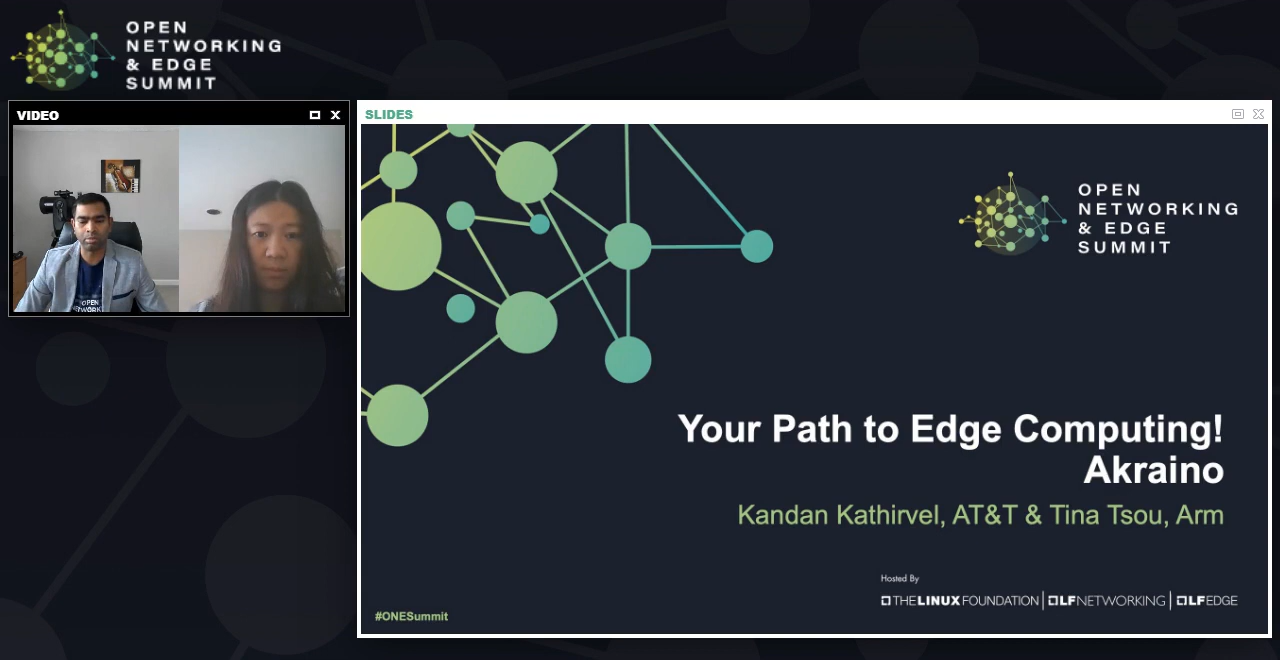 OPEN
NETWORKING
& EDGE
SUMMIT
VIDEO
OPEN
SLIDES
OPEN
NETWORKING
& EDGE
SUMMIT
Your Path to Edge Computing!
Akraino
Kandan Kathirvel, AT&T & Tina Tsou, Arm
Hosted By
THE LINUX FOUNDATION | LF NETWORKING | LF EDGE
#ONESummit